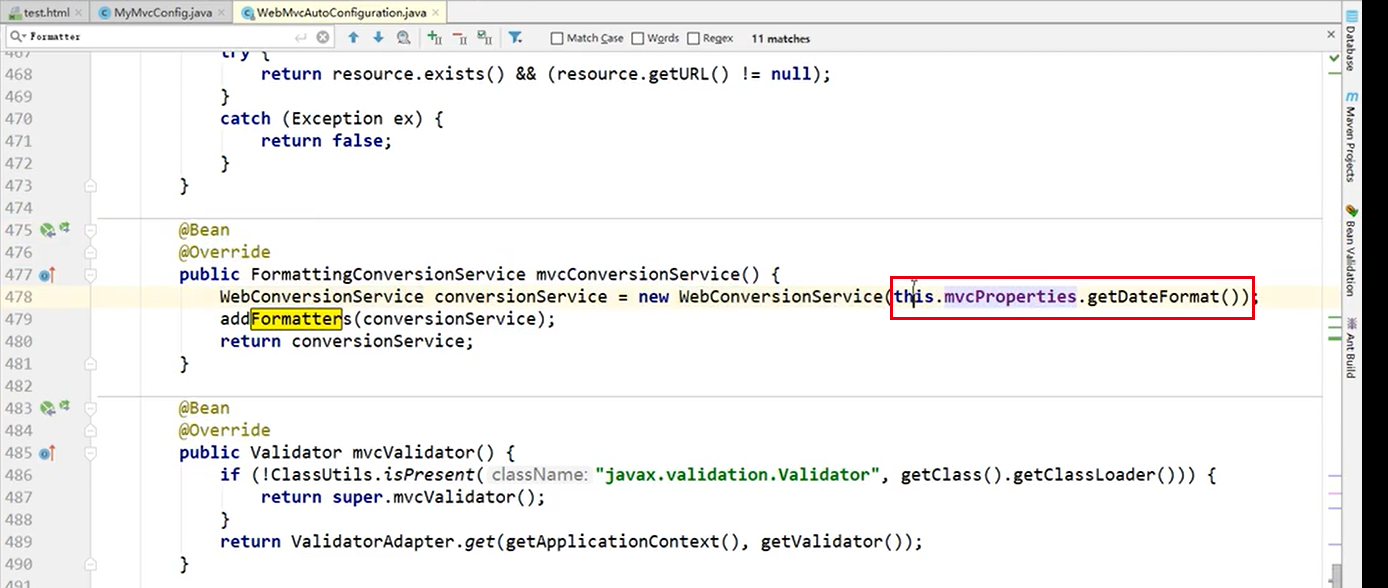 test.html
MyMvcConfig.java
WebMvcAutoConfiguration.java
Formatter
Match Case
Words
Regex
11 matches
467 try {
468 return resource.exists() && (resource.getURL() != null);
469 }
470 catch (Exception ex) {
471 return false;
472 }
473 }
474
475 @Bean
476 @Override
477 public FormattingConversionService mvcConversionService() {
478 WebConversionService conversionService = new WebConversionService(this.mvcProperties.getDateFormat());
479 addFormatters(conversionService);
480 return conversionService;
481 }
482
483 @Bean
484 @Override
485 public Validator mvcValidator() {
486 if (!ClassUtils.isPresent( className: "javax.validation.Validator", getClass().getClassLoader())) {
487 return super.mvcValidator();
488 }
489 return ValidatorAdapter.get(getApplicationContext(), getValidator());
490 }
491
Database
m Maven Projects
Bean Validation
Ant Build